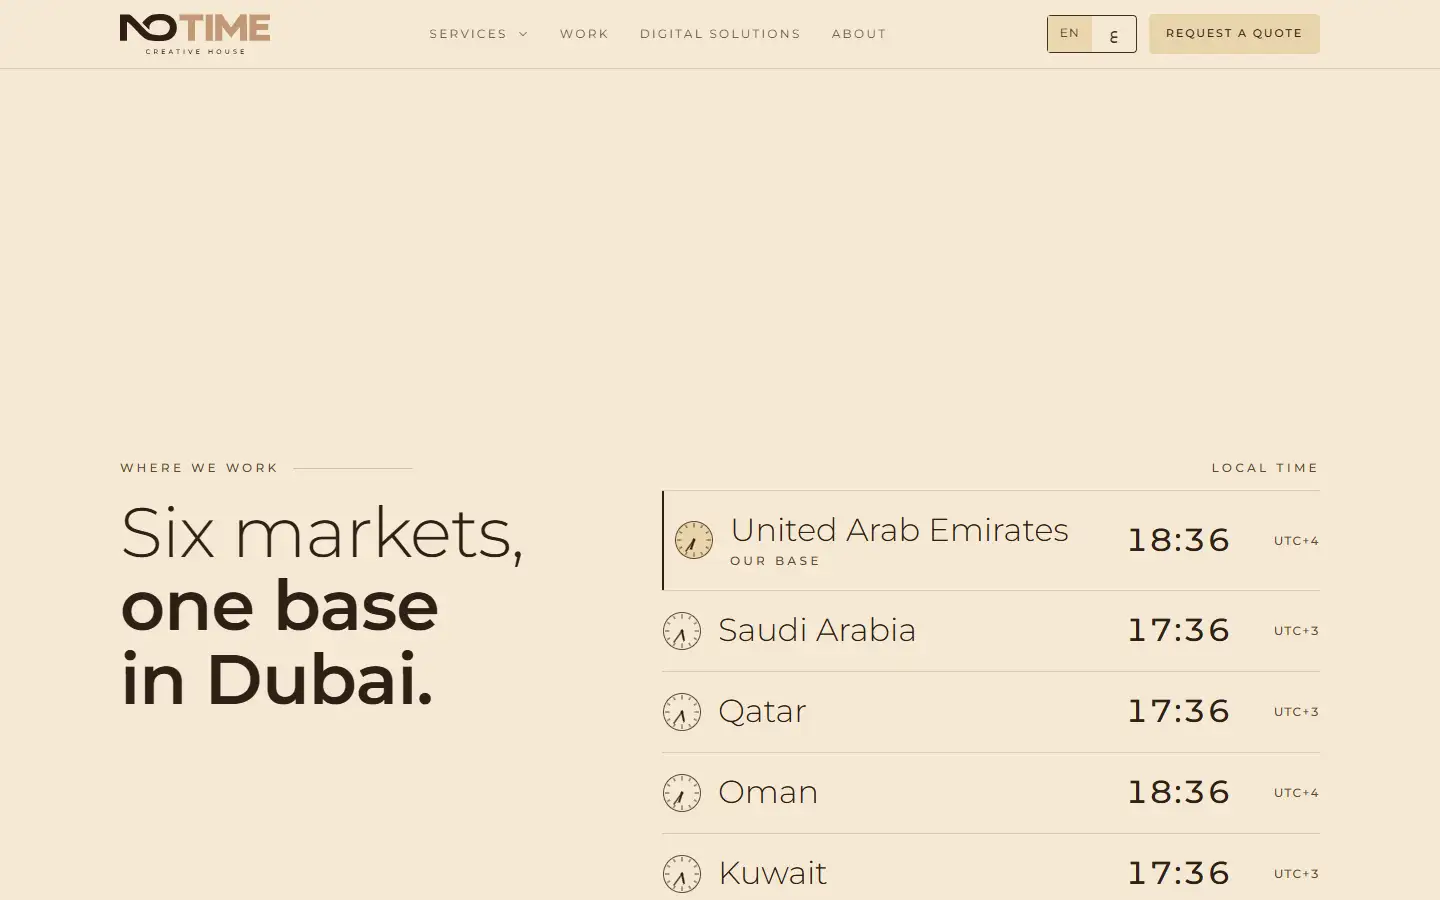 NOTIME
CREATIVE HOUSE
SERVICES
WORK
DIGITAL SOLUTIONS
ABOUT
EN
ع
REQUEST A QUOTE
WHERE WE WORK
Six markets,
one base
in Dubai.
LOCAL TIME
United Arab Emirates 18:36 UTC+4
OUR BASE
Saudi Arabia 17:36 UTC+3
Qatar 17:36 UTC+3
Oman 18:36 UTC+4
Kuwait 17:36 UTC+3